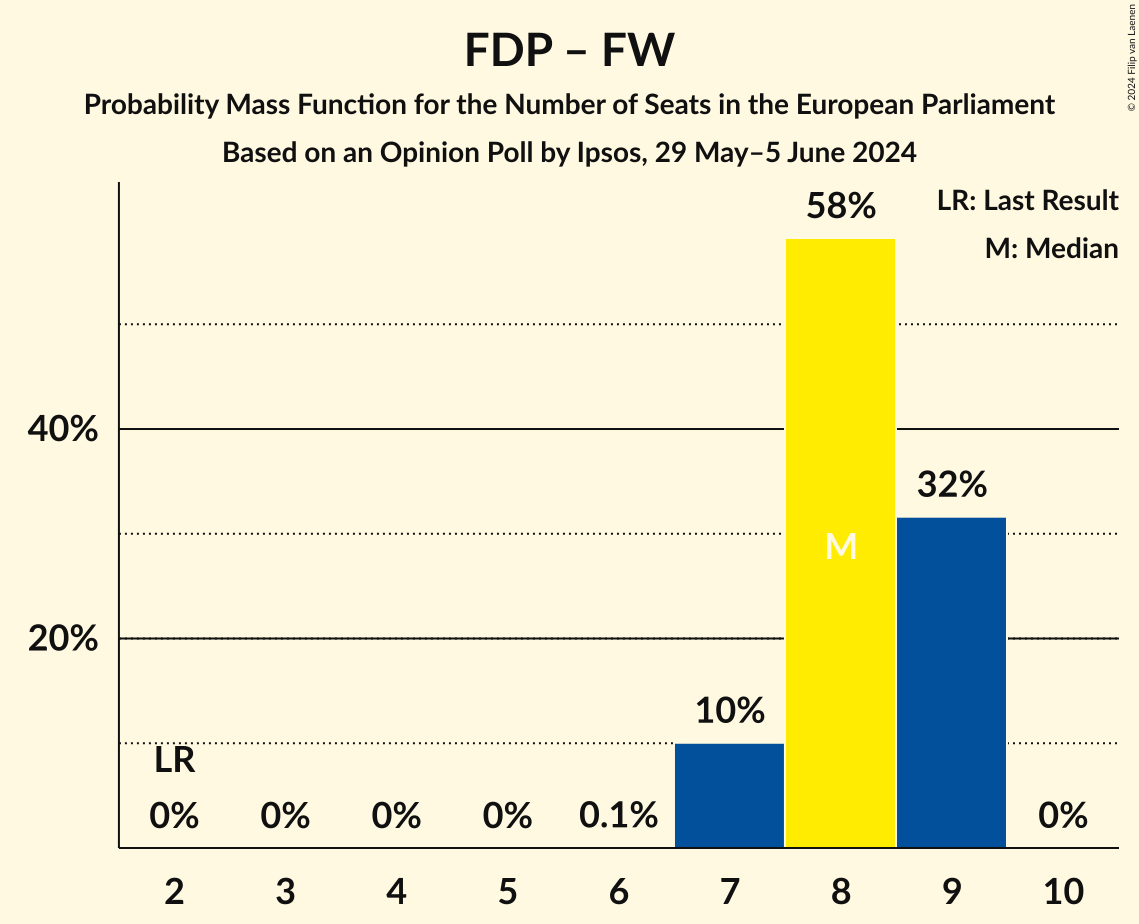 FDP – FW
Probability Mass Function for the Number of Seats in the European Parliament
Based on an Opinion Poll by Ipsos, 29 May–5 June 2024
© 2024 Filip van Laenen
LR: Last Result
M: Median
58%
40%
32%
M
20%
10%
LR
0% 0% 0% 0% 0.1% 0%
2 3 4 5 6 7 8 9 10